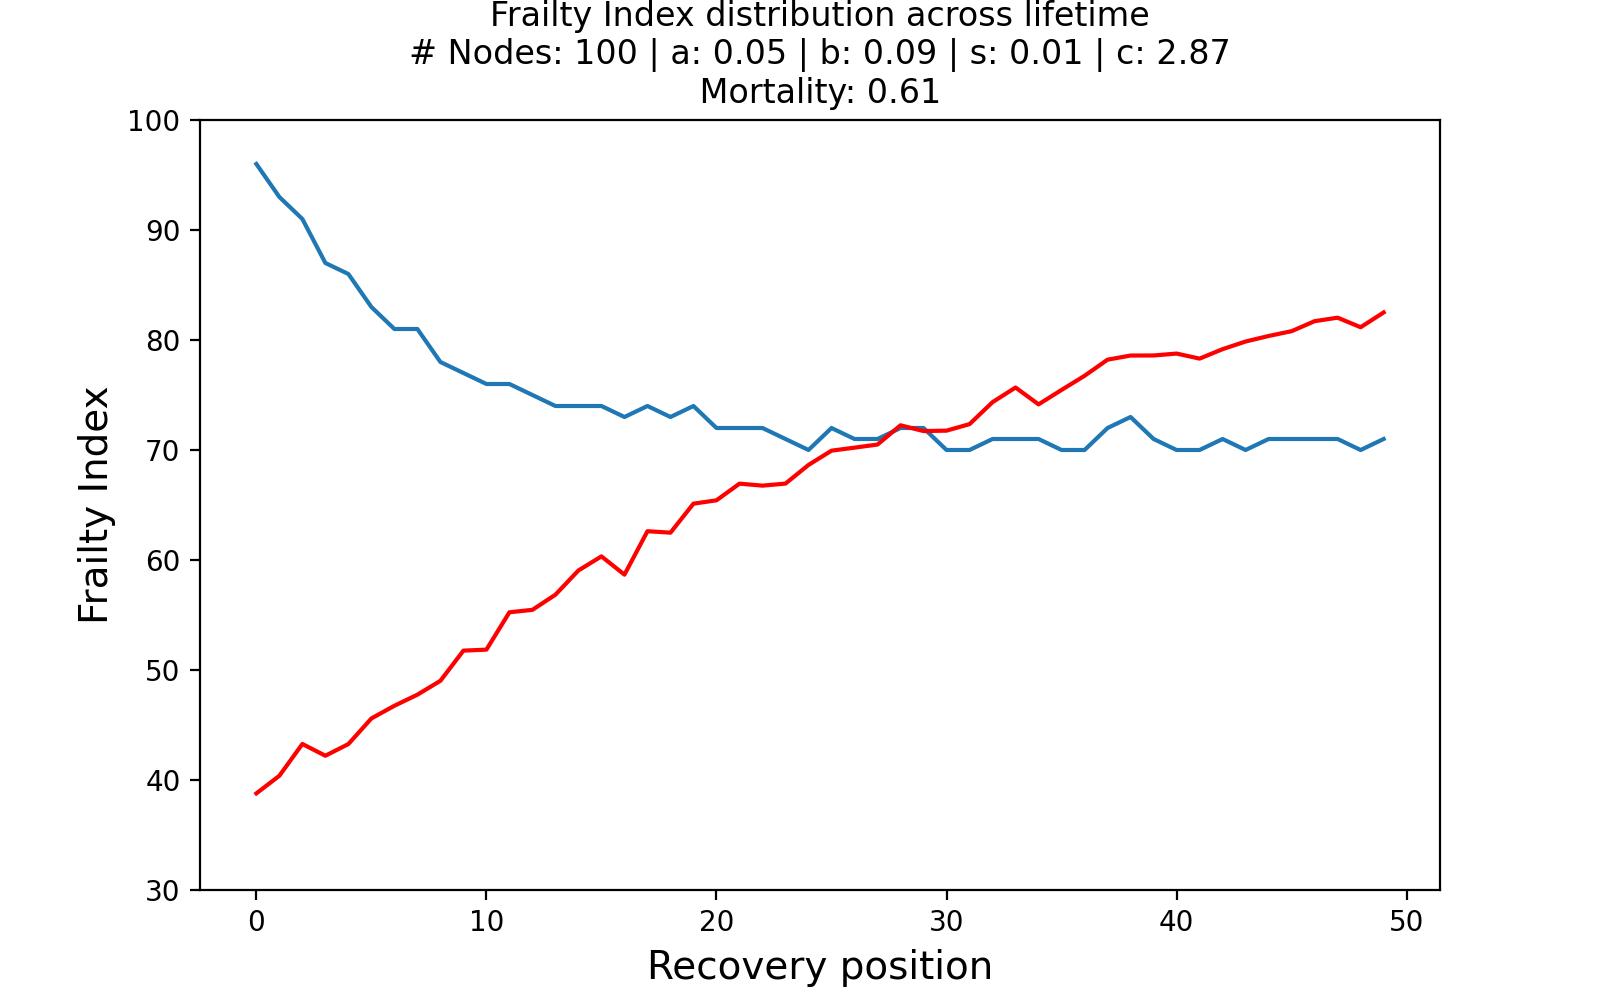 Frailty Index distribution across lifetime
# Nodes: 100 | a: 0.05 | b: 0.09 | s: 0.01 | c: 2.87
Mortality: 0.61
100
90
80
70
60
50
40
30
Frailty Index
0 10 20 30 40 50
Recovery position